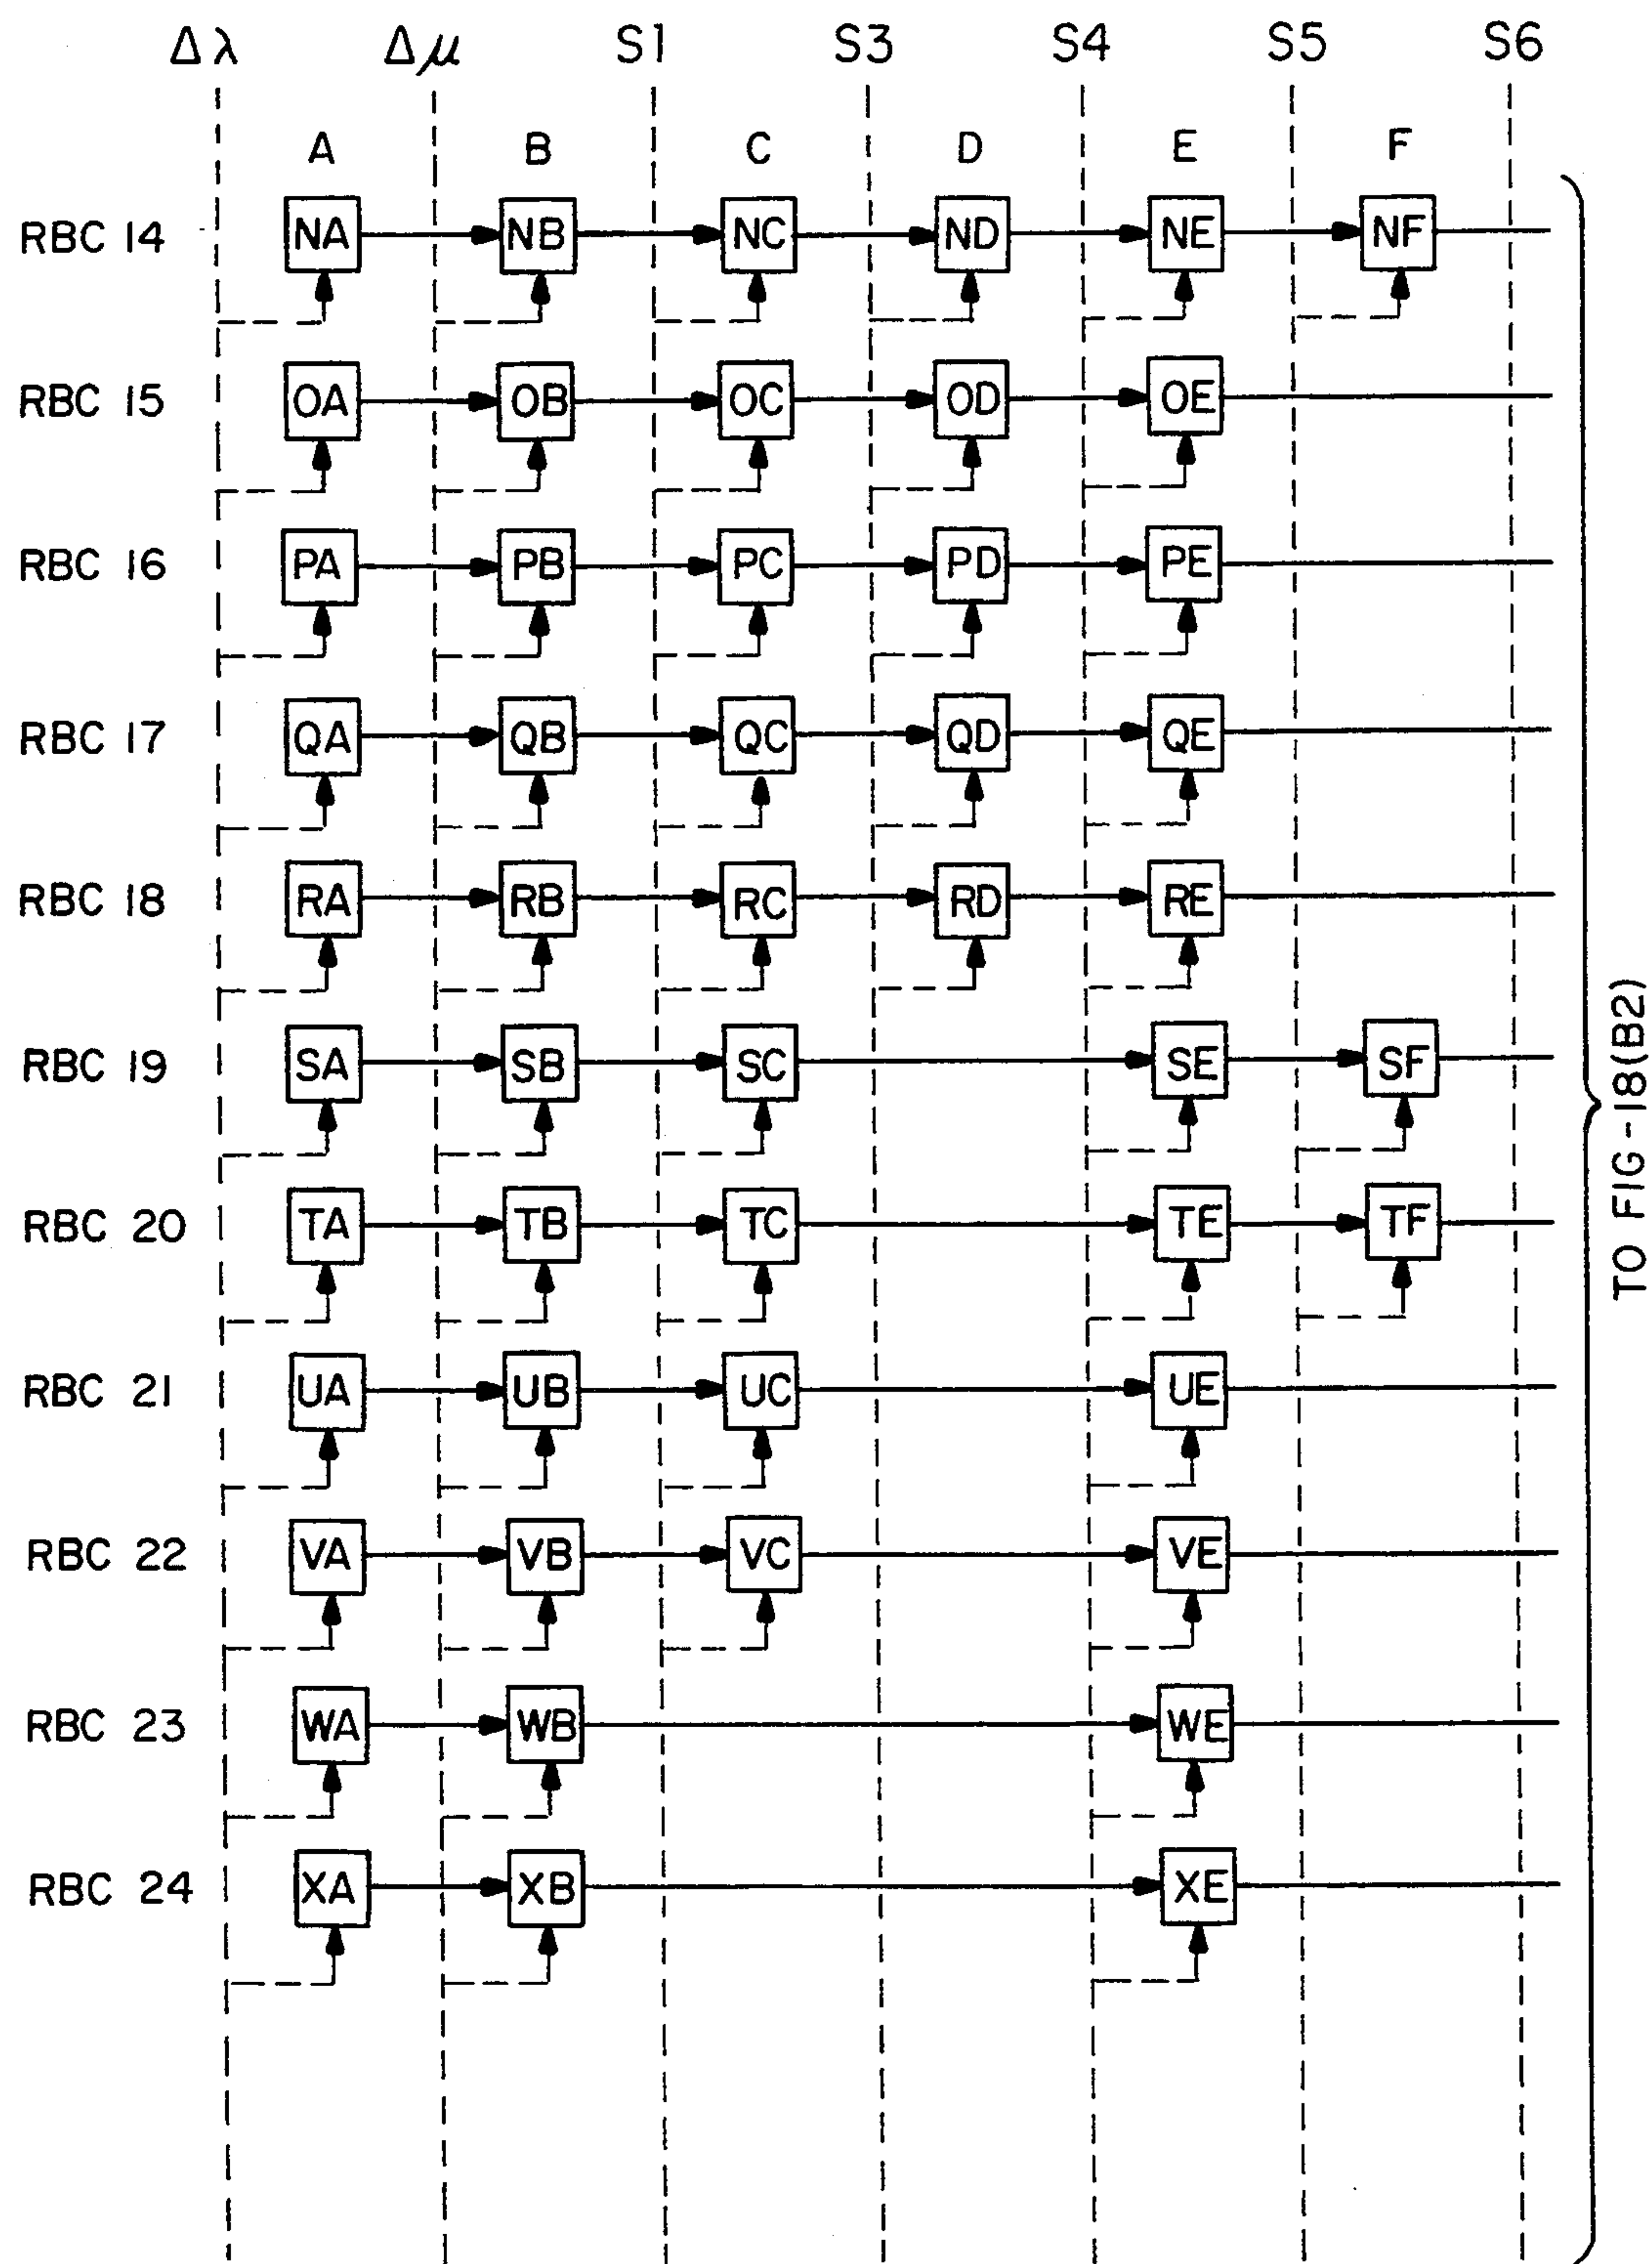 Δλ Δμ S1 S3 S4 S5 S6
A B C D E F
RBC 14 NA NB NC ND NE NF
RBC 15 OA OB OC OD OE
RBC 16 PA PB PC PD PE
RBC 17 QA QB QC QD QE
RBC 18 RA RB RC RD RE
RBC 19 SA SB SC SE SF
RBC 20 TA TB TC TE TF
RBC 21 UA UB UC UE
RBC 22 VA VB VC VE
RBC 23 WA WB WE
RBC 24 XA XB XE
TO FIG-18(B2)